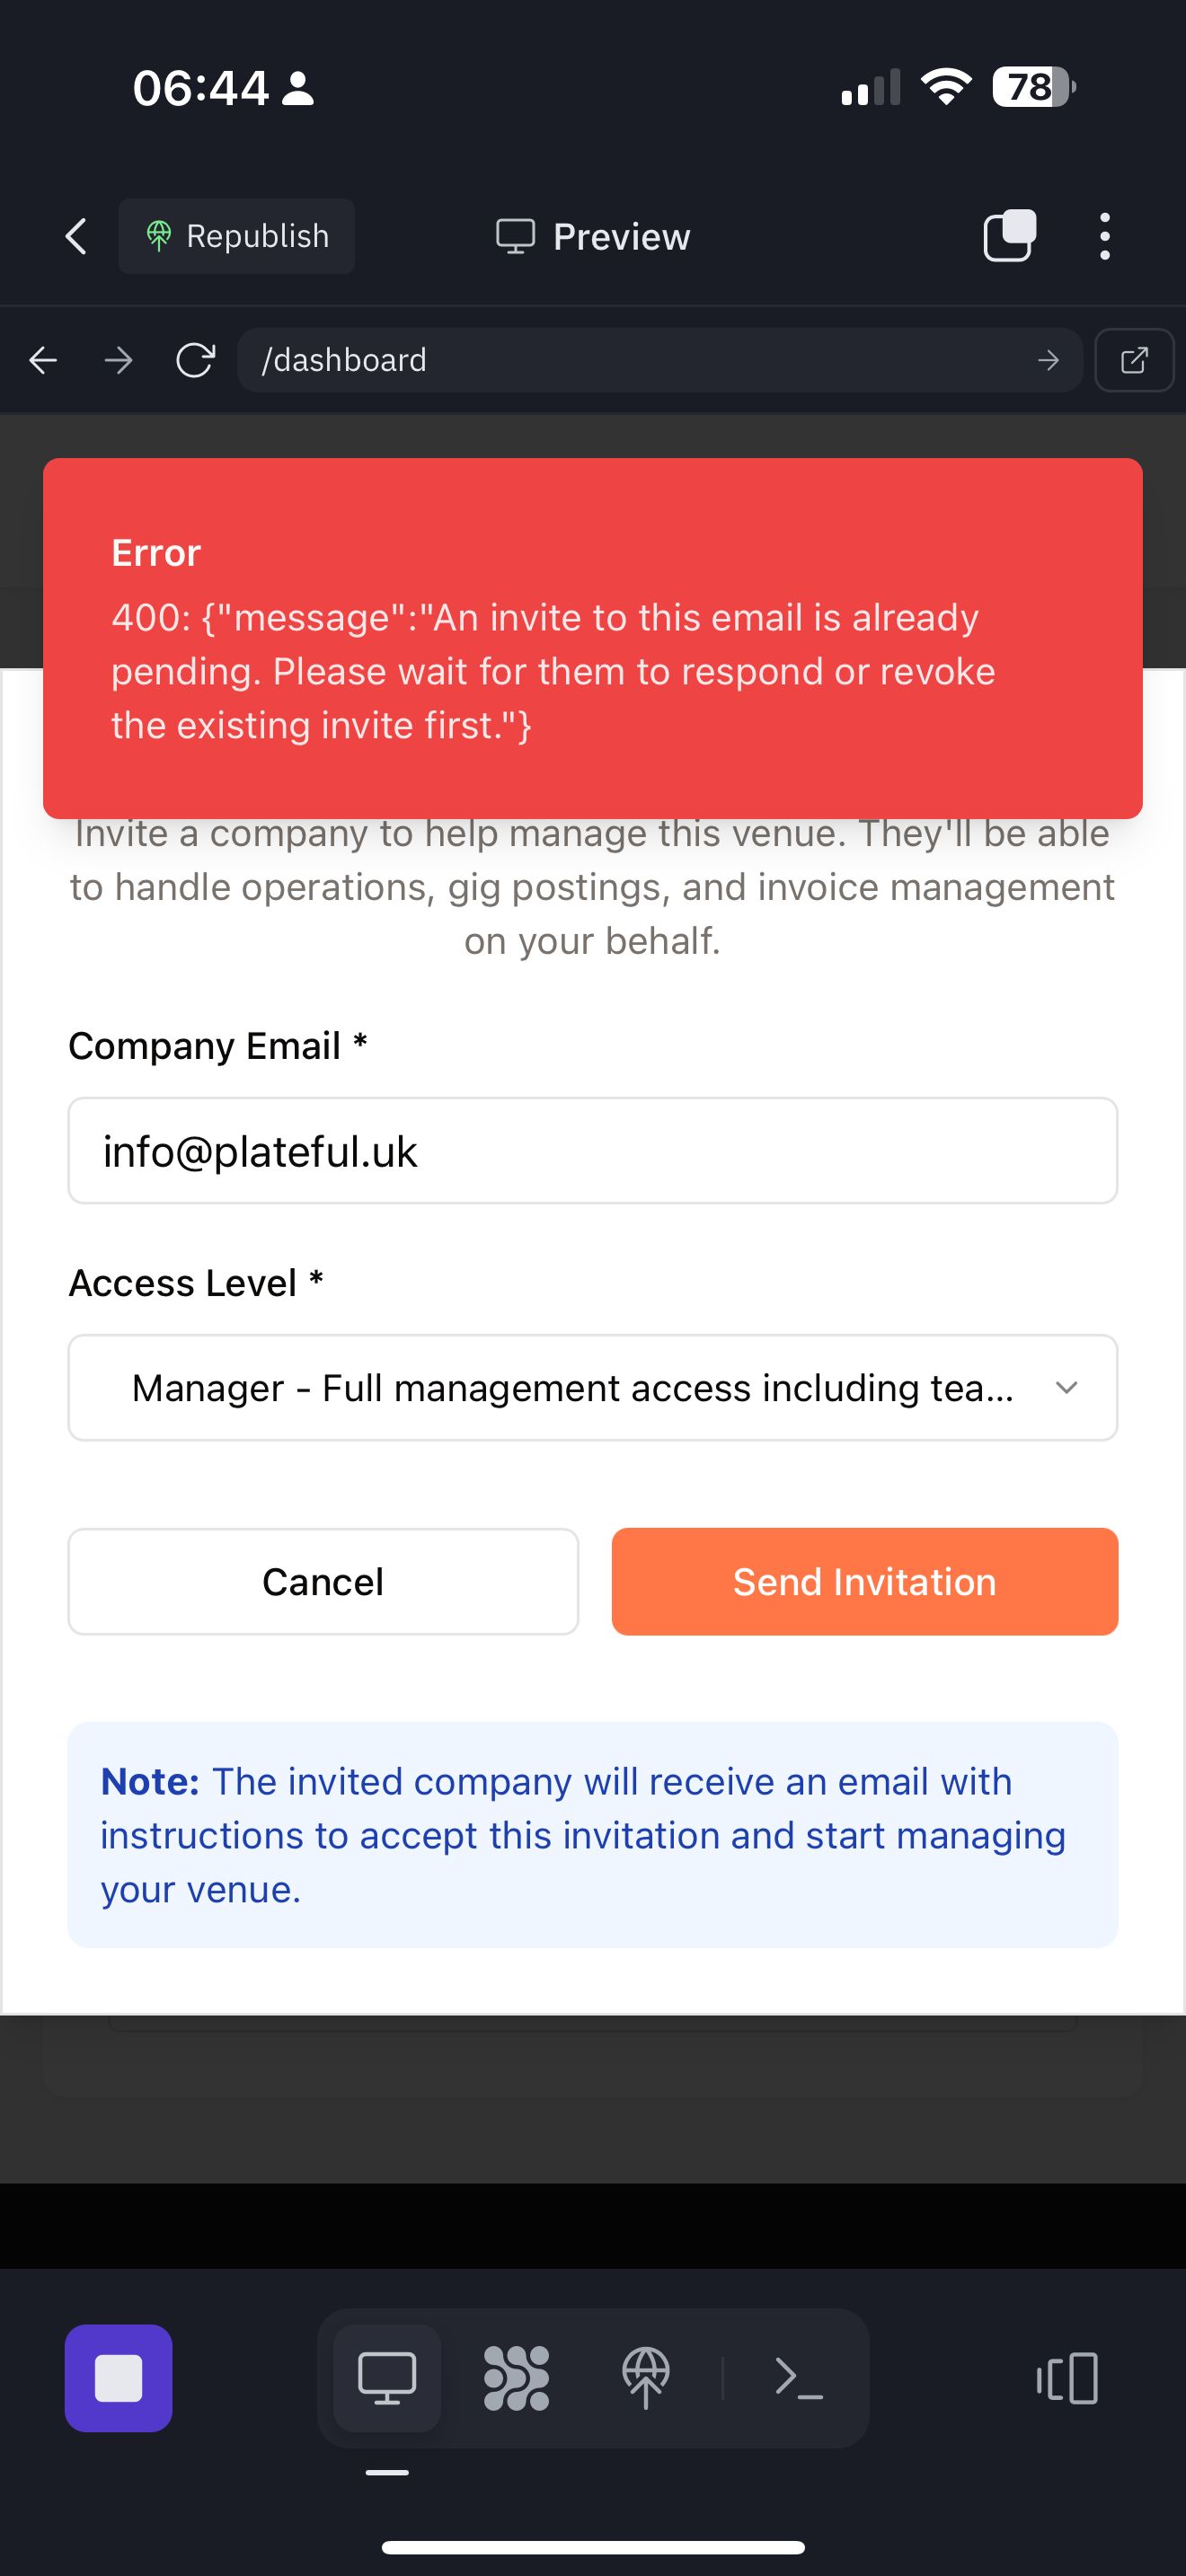 06:44
78
Republish
Preview
/dashboard
Error
400: {"message":"An invite to this email is already
pending. Please wait for them to respond or revoke
the existing invite first."}
Invite a company to help manage this venue. They'll be able
to handle operations, gig postings, and invoice management
on your behalf.
Company Email *
info@plateful.uk
Access Level *
Manager - Full management access including tea...
Cancel
Send Invitation
Note: The invited company will receive an email with
instructions to accept this invitation and start managing
your venue.